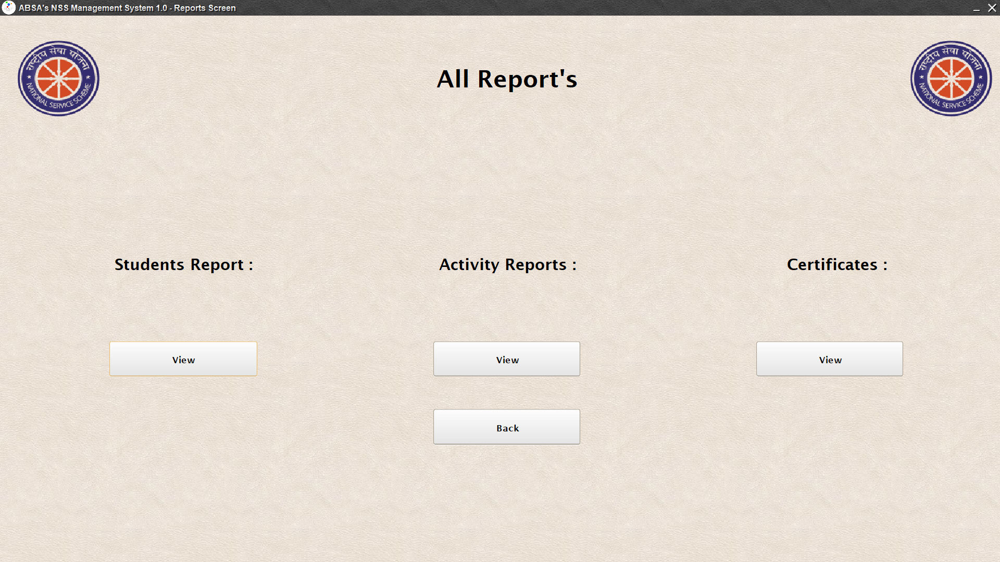 ABSA's NSS Management System 1.0 - Reports Screen
राष्ट्रीय सेवा योजना
NATIONAL SERVICE SCHEME
All Report's
राष्ट्रीय सेवा योजना
NATIONAL SERVICE SCHEME
Students Report :
Activity Reports :
Certificates :
View
View
View
Back